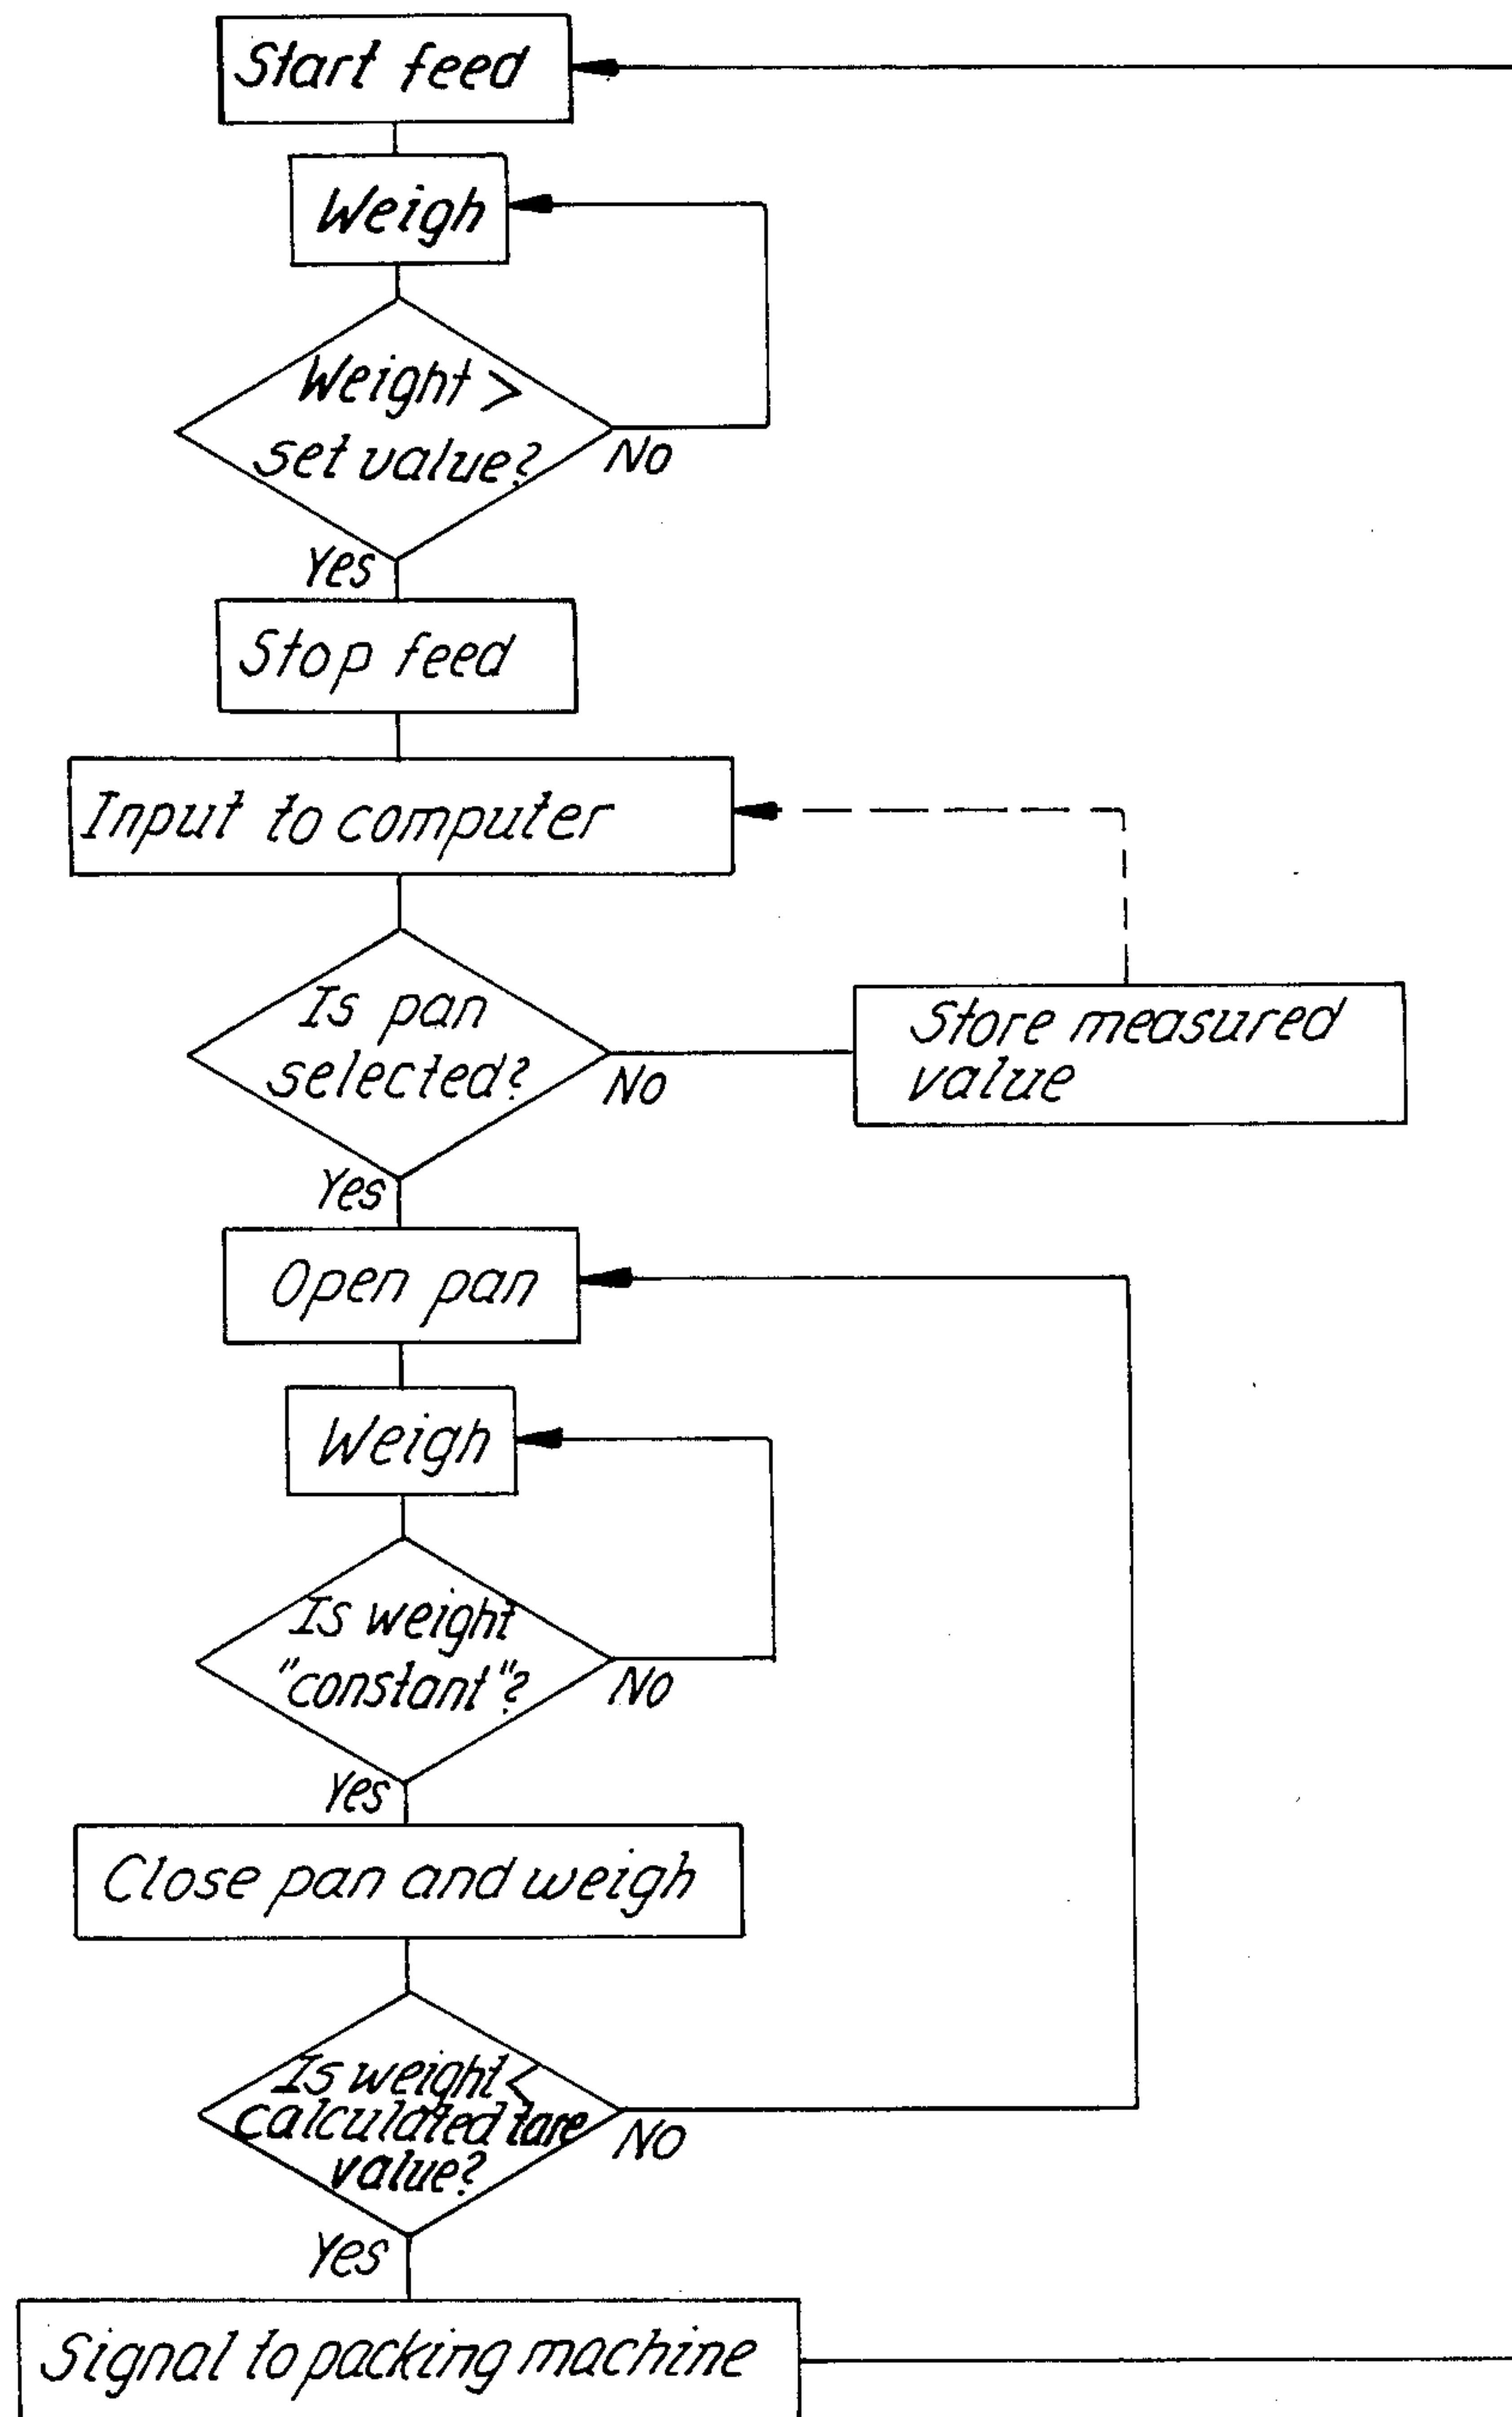 Start feed
Weigh
Weight >
set value?
No
Yes
Stop feed
Input to computer
Is pan
selected?
No
Store measured
value
Yes
Open pan
Weigh
Is weight
"constant"?
No
Yes
Close pan and weigh
Is weight <
calculated tare
value?
No
Yes
Signal to packing machine